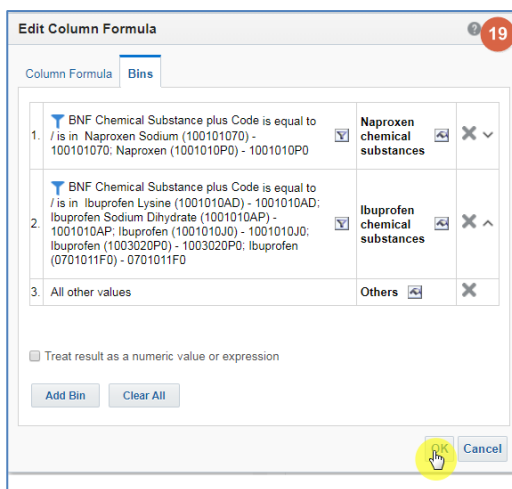 Edit Column Formula
? 19
Column Formula Bins
1. BNF Chemical Substance plus Code is equal to
/ is in Naproxen Sodium (100101070) -
100101070; Naproxen (1001010P0) - 1001010P0
Naproxen
chemical
substances
2. BNF Chemical Substance plus Code is equal to
/ is in Ibuprofen Lysine (1001010AD) - 1001010AD;
Ibuprofen Sodium Dihydrate (1001010AP) -
1001010AP; Ibuprofen (1001010J0) - 1001010J0;
Ibuprofen (1003020P0) - 1003020P0; Ibuprofen
(0701011F0) - 0701011F0
Ibuprofen
chemical
substances
3. All other values Others
Treat result as a numeric value or expression
Add Bin Clear All
OK Cancel